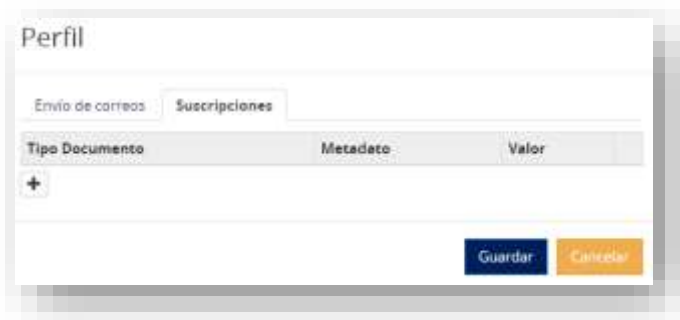 Perfil
Envío de correos Suscripciones
Tipo Documento Metadato Valor
+
Guardar Cancelar